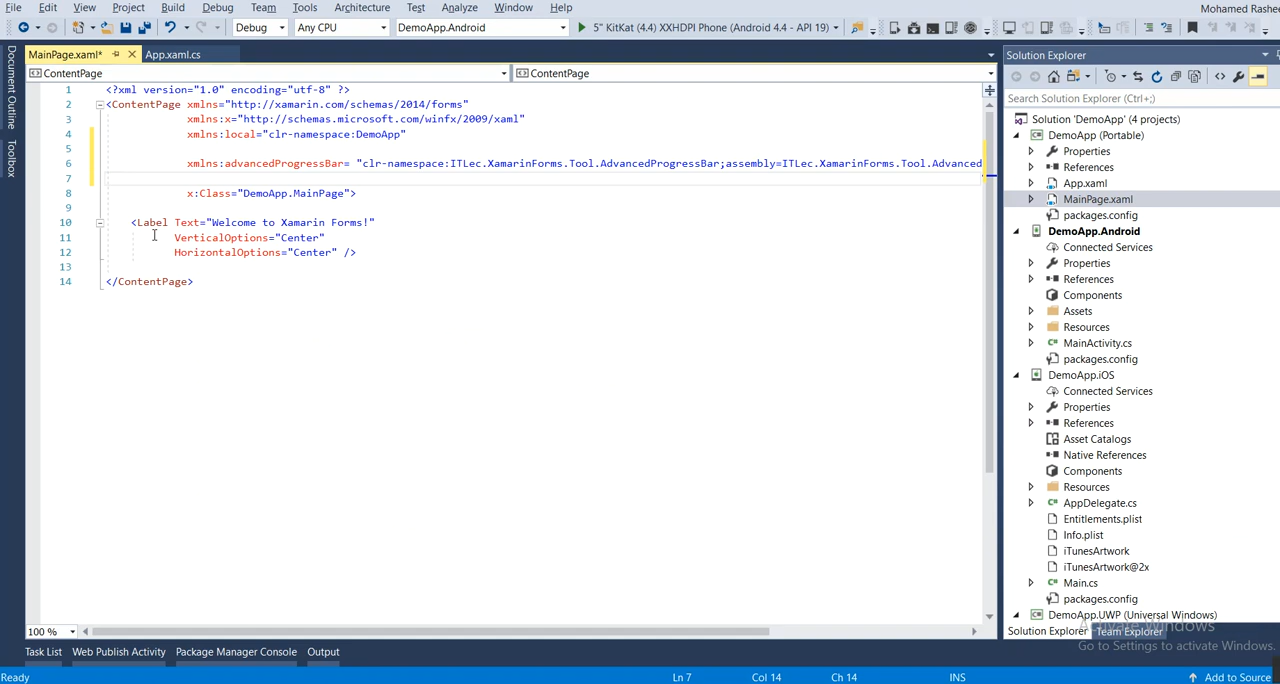 File Edit View Project Build Debug Team Tools Architecture Test Analyze Window Help
Mohamed Rashe
Debug Any CPU DemoApp.Android 5" KitKat (4.4) XXHDPI Phone (Android 4.4 - API 19)
MainPage.xaml* App.xaml.cs
ContentPage ContentPage
Document Outline
Toolbox
1 <?xml version="1.0" encoding="utf-8" ?>
2 <ContentPage xmlns="http://xamarin.com/schemas/2014/forms"
3 xmlns:x="http://schemas.microsoft.com/winfx/2009/xaml"
4 xmlns:local="clr-namespace:DemoApp"
5
6 xmlns:advancedProgressBar= "clr-namespace:ITLec.XamarinForms.Tool.AdvancedProgressBar;assembly=ITLec.XamarinForms.Tool.Advanced
7
8 x:Class="DemoApp.MainPage">
9
10 <Label Text="Welcome to Xamarin Forms!"
11 VerticalOptions="Center"
12 HorizontalOptions="Center" />
13
14 </ContentPage>
100 %
Solution Explorer
Search Solution Explorer (Ctrl+;)
Solution 'DemoApp' (4 projects)
DemoApp (Portable)
Properties
References
App.xaml
MainPage.xaml
packages.config
DemoApp.Android
Connected Services
Properties
References
Components
Assets
Resources
MainActivity.cs
packages.config
DemoApp.iOS
Connected Services
Properties
References
Asset Catalogs
Native References
Components
Resources
AppDelegate.cs
Entitlements.plist
Info.plist
iTunesArtwork
iTunesArtwork@2x
Main.cs
packages.config
DemoApp.UWP (Universal Windows)
Solution Explorer Team Explorer
Activate Windows
Go to Settings to activate Windows.
Task List Web Publish Activity Package Manager Console Output
Ready Ln 7 Col 14 Ch 14 INS Add to Source